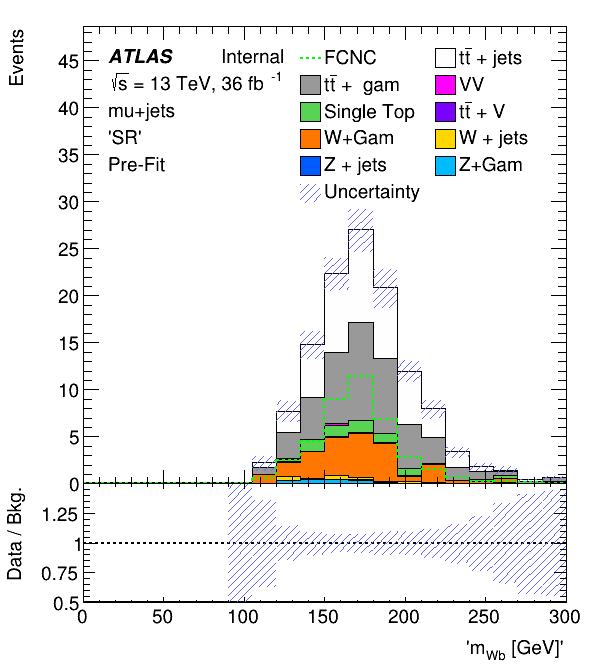 Events
45
40
35
30
25
20
15
10
5
0
ATLAS Internal
√s = 13 TeV, 36 fb⁻¹
mu+jets
'SR'
Pre-Fit
FCNC
tt̅ + jets
tt̅ + gam
VV
Single Top
tt̅ + V
W+Gam
W + jets
Z + jets
Z+Gam
Uncertainty
Data / Bkg.
1.25
1
0.75
0.5
0 50 100 150 200 250 300
'm_Wb [GeV]'